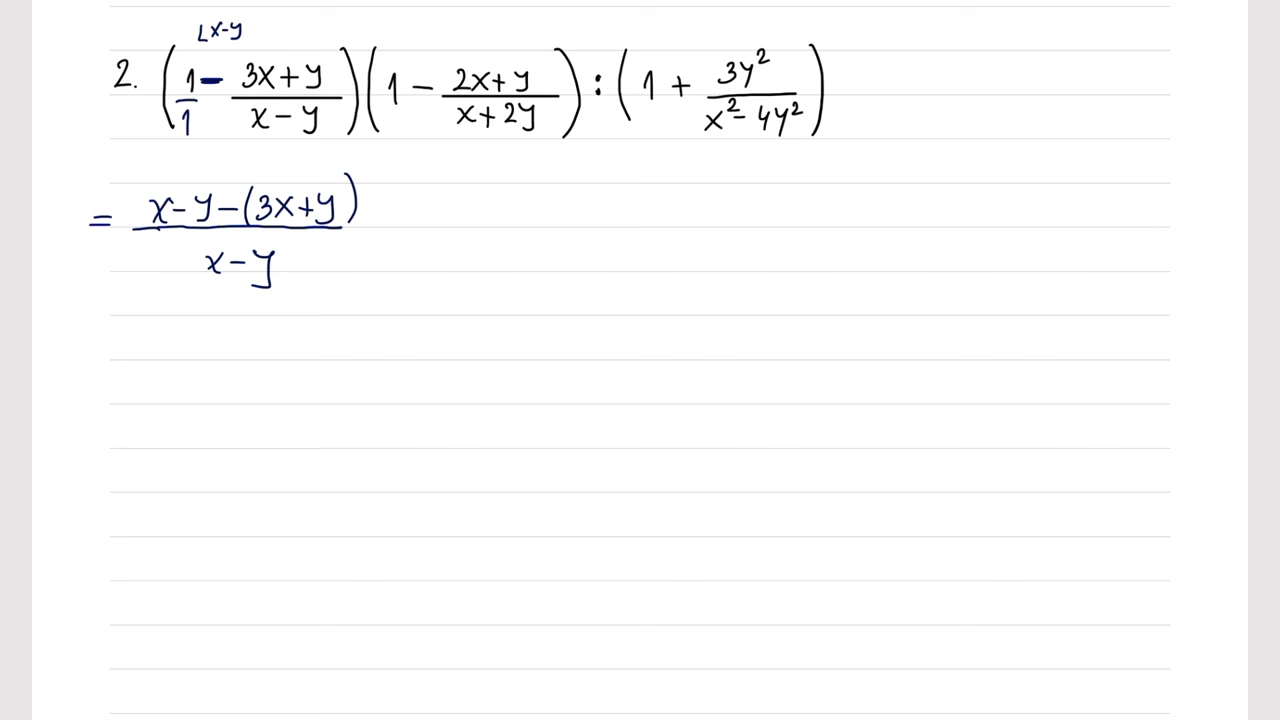 ⌊x-y
2. (1/1 - (3x+y)/(x-y)) (1 - (2x+y)/(x+2y)) : (1 + 3y²/(x²-4y²))
= (x-y-(3x+y))/(x-y)